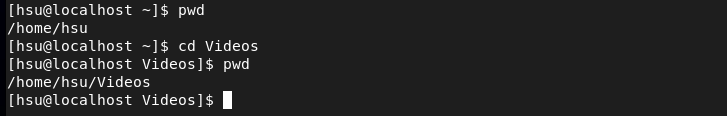 [hsu@localhost ~]$ pwd
/home/hsu
[hsu@localhost ~]$ cd Videos
[hsu@localhost Videos]$ pwd
/home/hsu/Videos
[hsu@localhost Videos]$